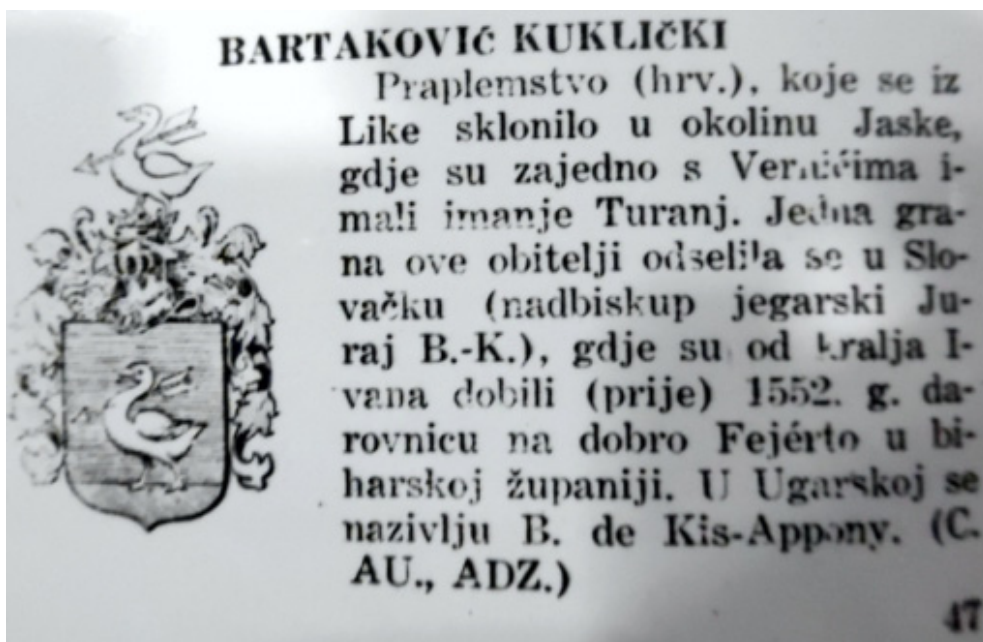 BARTAKOVIĆ KUKLIČKI
Praplemstvo (hrv.), koje se iz
Like sklonilo u okolinu Jaske,
gdje su zajedno s i-
mali imanje Turanj. Jedna gra-
na ove obitelji odselila se u Slo-
vačku (nadbiskup jegarski Ju-
raj B.-K.), gdje su od kralja I-
vana dobili (prije) 1552. g. da-
rovnicu na dobro Fejérto u bi-
harskoj županiji. U Ugarskoj se
nazivlju B. de Kis-Appony. (C.
AU., ADZ.)
47